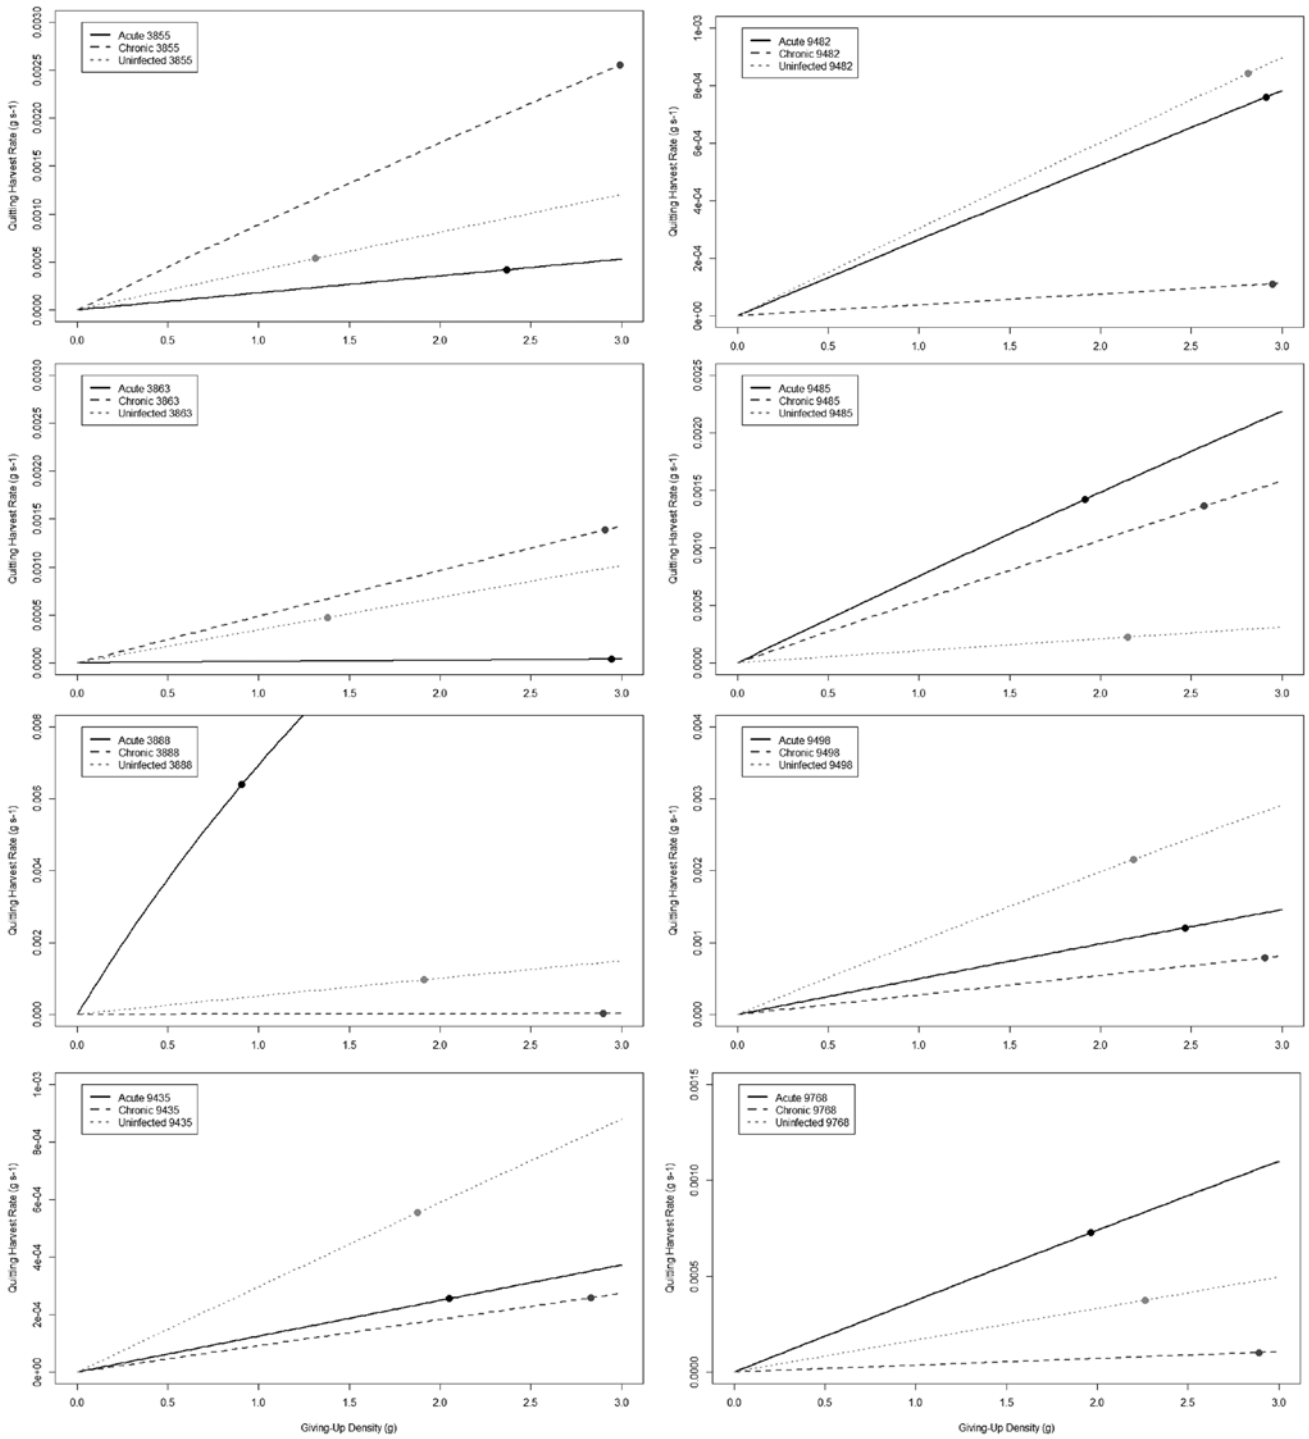 Acute 3855
Chronic 3855
Uninfected 3855
Quitting Harvest Rate (g s-1)
0.0030
0.0025
0.0020
0.0015
0.0010
0.0005
0.0000
0.0 0.5 1.0 1.5 2.0 2.5 3.0
Acute 9482
Chronic 9482
Uninfected 9482
Quitting Harvest Rate (g s-1)
1e-03
8e-04
6e-04
4e-04
2e-04
0e+00
0.0 0.5 1.0 1.5 2.0 2.5 3.0
Acute 3863
Chronic 3863
Uninfected 3863
Quitting Harvest Rate (g s-1)
0.0030
0.0025
0.0020
0.0015
0.0010
0.0005
0.0000
0.0 0.5 1.0 1.5 2.0 2.5 3.0
Acute 9485
Chronic 9485
Uninfected 9485
Quitting Harvest Rate (g s-1)
0.0025
0.0020
0.0015
0.0010
0.0005
0.0000
0.0 0.5 1.0 1.5 2.0 2.5 3.0
Acute 3888
Chronic 3888
Uninfected 3888
Quitting Harvest Rate (g s-1)
0.008
0.006
0.004
0.002
0.000
0.0 0.5 1.0 1.5 2.0 2.5 3.0
Acute 9498
Chronic 9498
Uninfected 9498
Quitting Harvest Rate (g s-1)
0.004
0.003
0.002
0.001
0.000
0.0 0.5 1.0 1.5 2.0 2.5 3.0
Acute 9435
Chronic 9435
Uninfected 9435
Quitting Harvest Rate (g s-1)
1e-03
8e-04
6e-04
4e-04
2e-04
0e+00
0.0 0.5 1.0 1.5 2.0 2.5 3.0
Giving-Up Density (g)
Acute 9768
Chronic 9768
Uninfected 9768
Quitting Harvest Rate (g s-1)
0.0015
0.0010
0.0005
0.0000
0.0 0.5 1.0 1.5 2.0 2.5 3.0
Giving-Up Density (g)